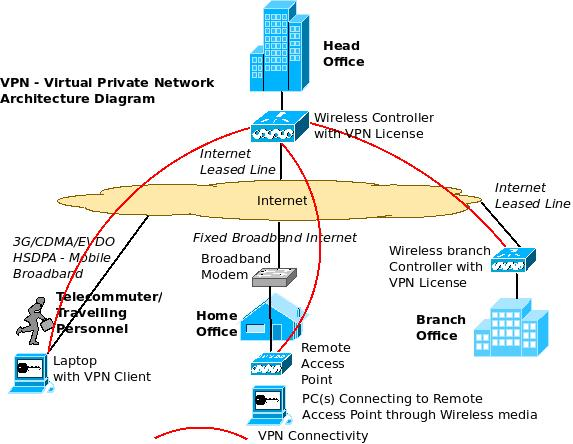 Head
Office
VPN - Virtual Private Network
Architecture Diagram
Wireless Controller
with VPN License
Internet
Leased Line
Internet
Internet
Leased Line
3G/CDMA/EVDO
HSDPA - Mobile
Broadband
Fixed Broadband Internet
Broadband
Modem
Wireless branch
Controller with
VPN License
Telecommuter/
Travelling
Personnel
Home
Office
Branch
Office
Laptop
with VPN Client
Remote
Access
Point
PC(s) Connecting to Remote
Access Point through Wireless media
VPN Connectivity